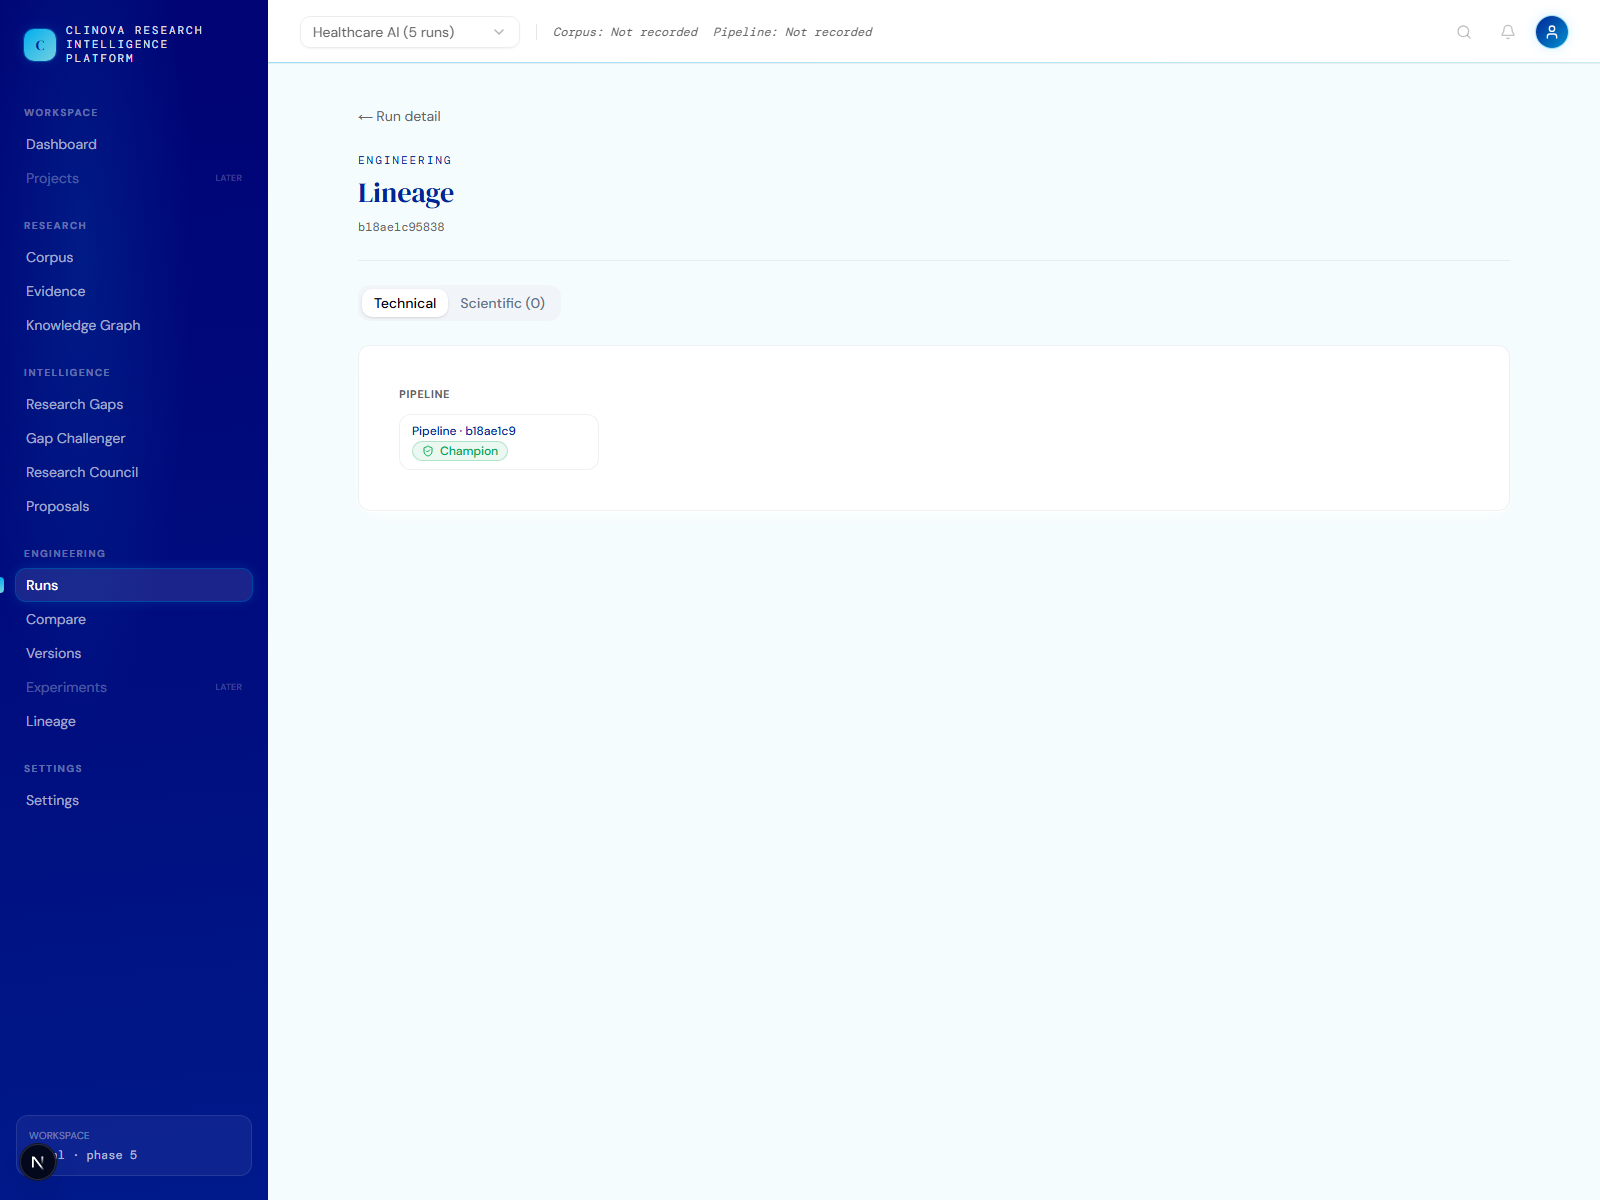 C
CLINOVA RESEARCH
INTELLIGENCE
PLATFORM
WORKSPACE
Dashboard
Projects LATER
RESEARCH
Corpus
Evidence
Knowledge Graph
INTELLIGENCE
Research Gaps
Gap Challenger
Research Council
Proposals
ENGINEERING
Runs
Compare
Versions
Experiments LATER
Lineage
SETTINGS
Settings
WORKSPACE
· phase 5
N
Healthcare AI (5 runs)
Corpus: Not recorded Pipeline: Not recorded
← Run detail
ENGINEERING
Lineage
b18ae1c95838
Technical Scientific (0)
PIPELINE
Pipeline · b18ae1c9
Champion